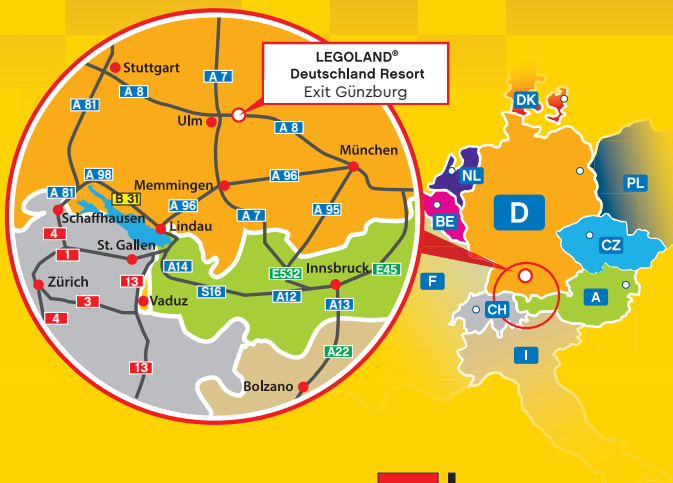 LEGOLAND®
Deutschland Resort
Exit Günzburg
Stuttgart
A 7
A 8
A 81
Ulm
A 8
München
A 98
A 81
B 31
Memmingen
A 96
A 96
A 7
A 95
Schaffhausen
Lindau
4
1
St. Gallen
A14
E532
Innsbruck
E45
Zürich
13
S16
A12
A13
3
Vaduz
4
A22
13
Bolzano
DK
NL
PL
BE
D
CZ
F
A
CH
I